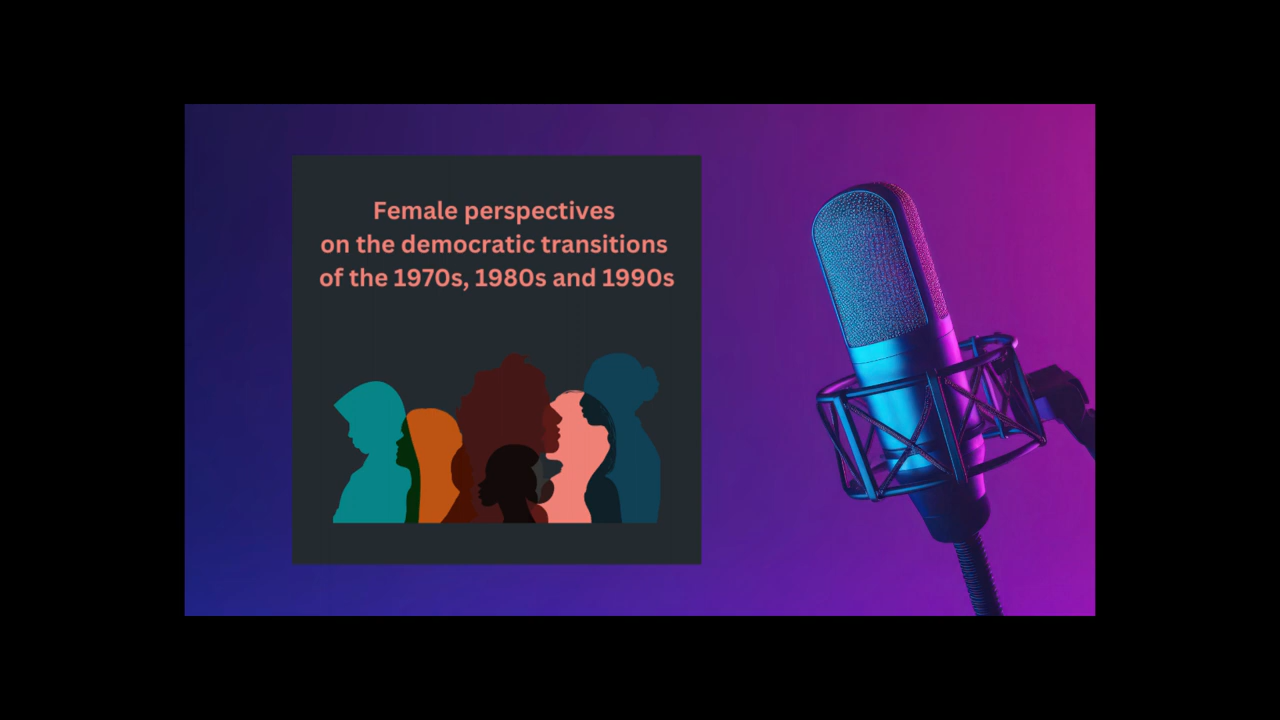 Female perspectives
on the democratic transitions
of the 1970s, 1980s and 1990s